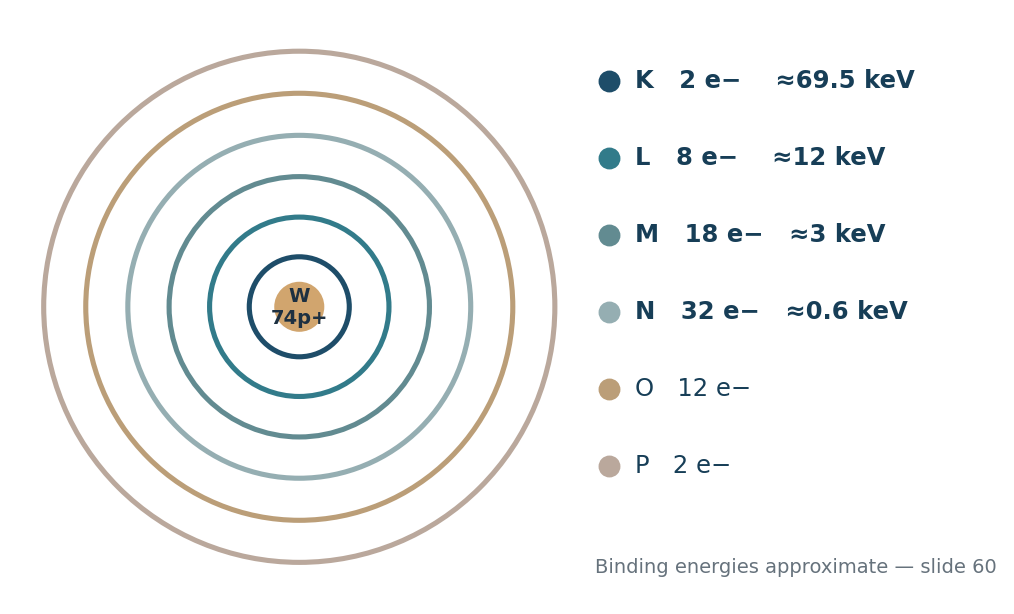 W
74p+
K 2 e− ≈69.5 keV
L 8 e− ≈12 keV
M 18 e− ≈3 keV
N 32 e− ≈0.6 keV
O 12 e−
P 2 e−
Binding energies approximate — slide 60